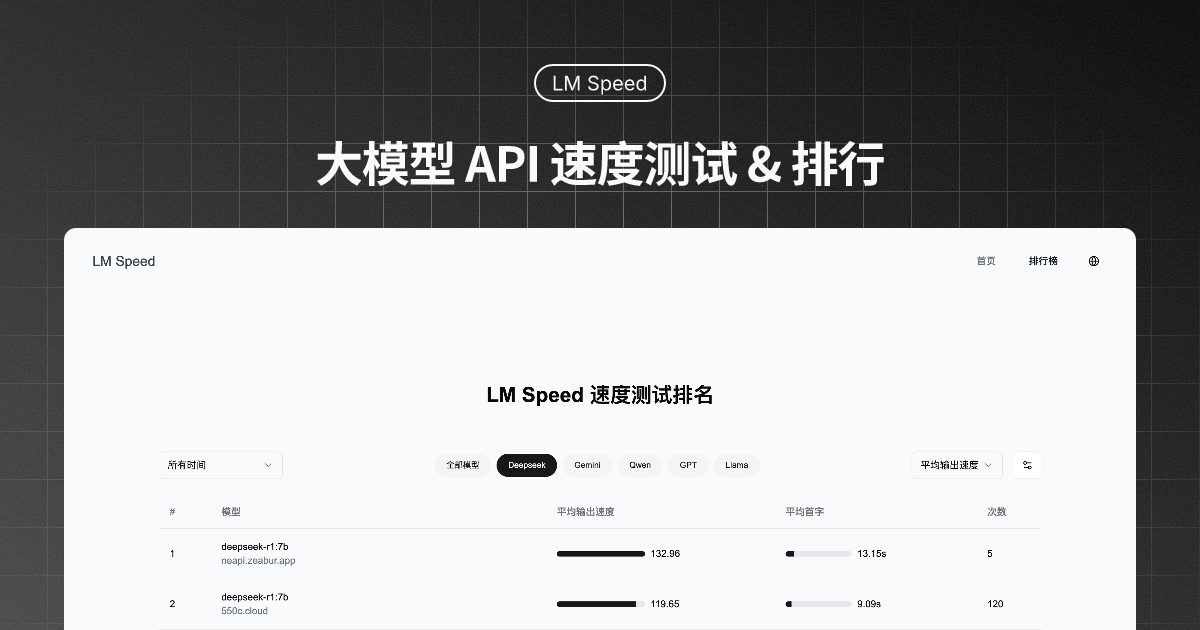 LM Speed
大模型 API 速度测试 & 排行
LM Speed 首页 排行榜
LM Speed 速度测试排名
所有时间 全部模型 Deepseek Gemini Qwen GPT Llama 平均输出速度
# 模型 平均输出速度 平均首字 次数
1 deepseek-r1:7b 132.96 13.15s 5
neapi.zeabur.app
2 deepseek-r1:7b 119.65 9.09s 120
550c.cloud